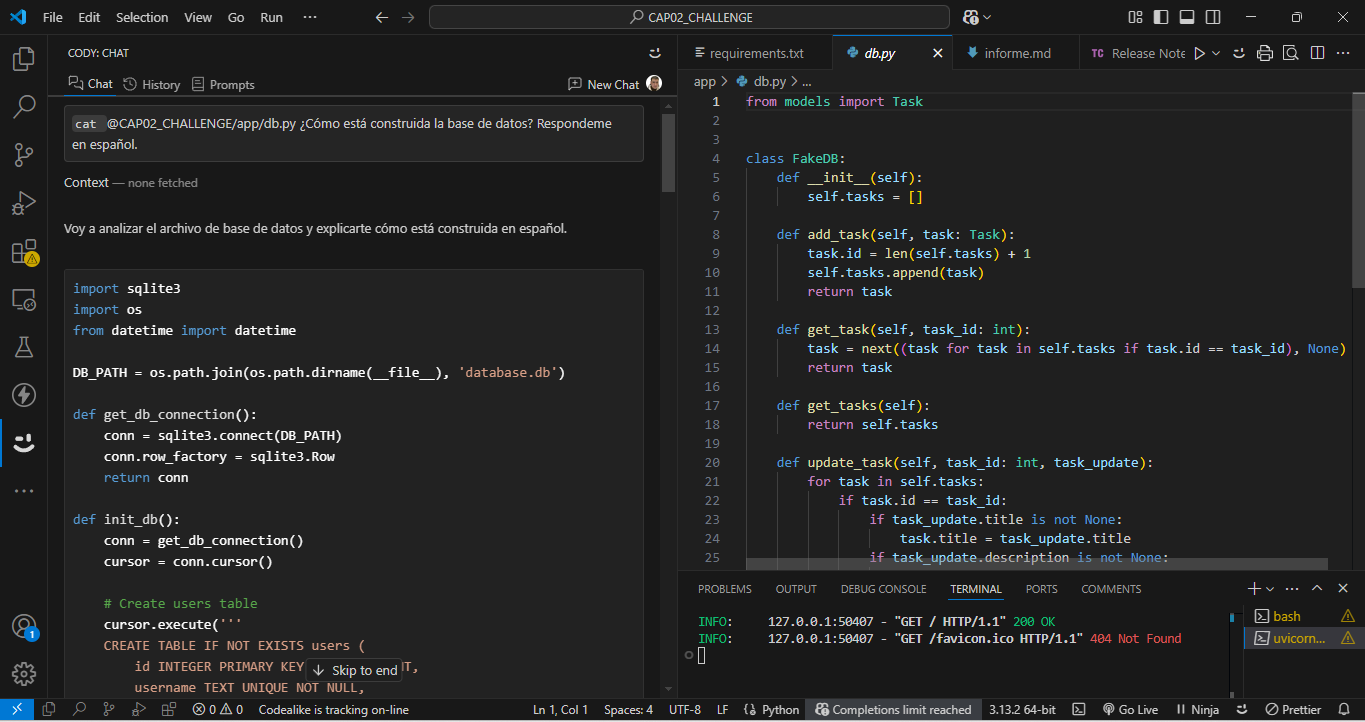 File Edit Selection View Go Run ··· CAP02_CHALLENGE
CODY: CHAT
Chat History Prompts New Chat
cat @CAP02_CHALLENGE/app/db.py ¿Cómo está construida la base de datos? Respondeme
en español.
Context — none fetched
Voy a analizar el archivo de base de datos y explicarte cómo está construida en español.
import sqlite3
import os
from datetime import datetime
DB_PATH = os.path.join(os.path.dirname(__file__), 'database.db')
def get_db_connection():
    conn = sqlite3.connect(DB_PATH)
    conn.row_factory = sqlite3.Row
    return conn
def init_db():
    conn = get_db_connection()
    cursor = conn.cursor()
    # Create users table
    cursor.execute('''
    CREATE TABLE IF NOT EXISTS users (
        id INTEGER PRIMARY KEY T,
        username TEXT UNIQUE NOT NULL,
Skip to end
requirements.txt db.py informe.md TC Release Note
app > db.py > ...
1 from models import Task
2
3
4 class FakeDB:
5     def __init__(self):
6         self.tasks = []
7
8     def add_task(self, task: Task):
9         task.id = len(self.tasks) + 1
10         self.tasks.append(task)
11         return task
12
13     def get_task(self, task_id: int):
14         task = next((task for task in self.tasks if task.id == task_id), None)
15         return task
16
17     def get_tasks(self):
18         return self.tasks
19
20     def update_task(self, task_id: int, task_update):
21         for task in self.tasks:
22             if task.id == task_id:
23                 if task_update.title is not None:
24                     task.title = task_update.title
25                 if task_update.description is not None:
PROBLEMS OUTPUT DEBUG CONSOLE TERMINAL PORTS COMMENTS
INFO: 127.0.0.1:50407 - "GET / HTTP/1.1" 200 OK
INFO: 127.0.0.1:50407 - "GET /favicon.ico HTTP/1.1" 404 Not Found
bash
uvicorn...
1
0 0 Codealike is tracking on-line Ln 1, Col 1 Spaces: 4 UTF-8 LF Python Completions limit reached 3.13.2 64-bit Go Live Ninja Prettier